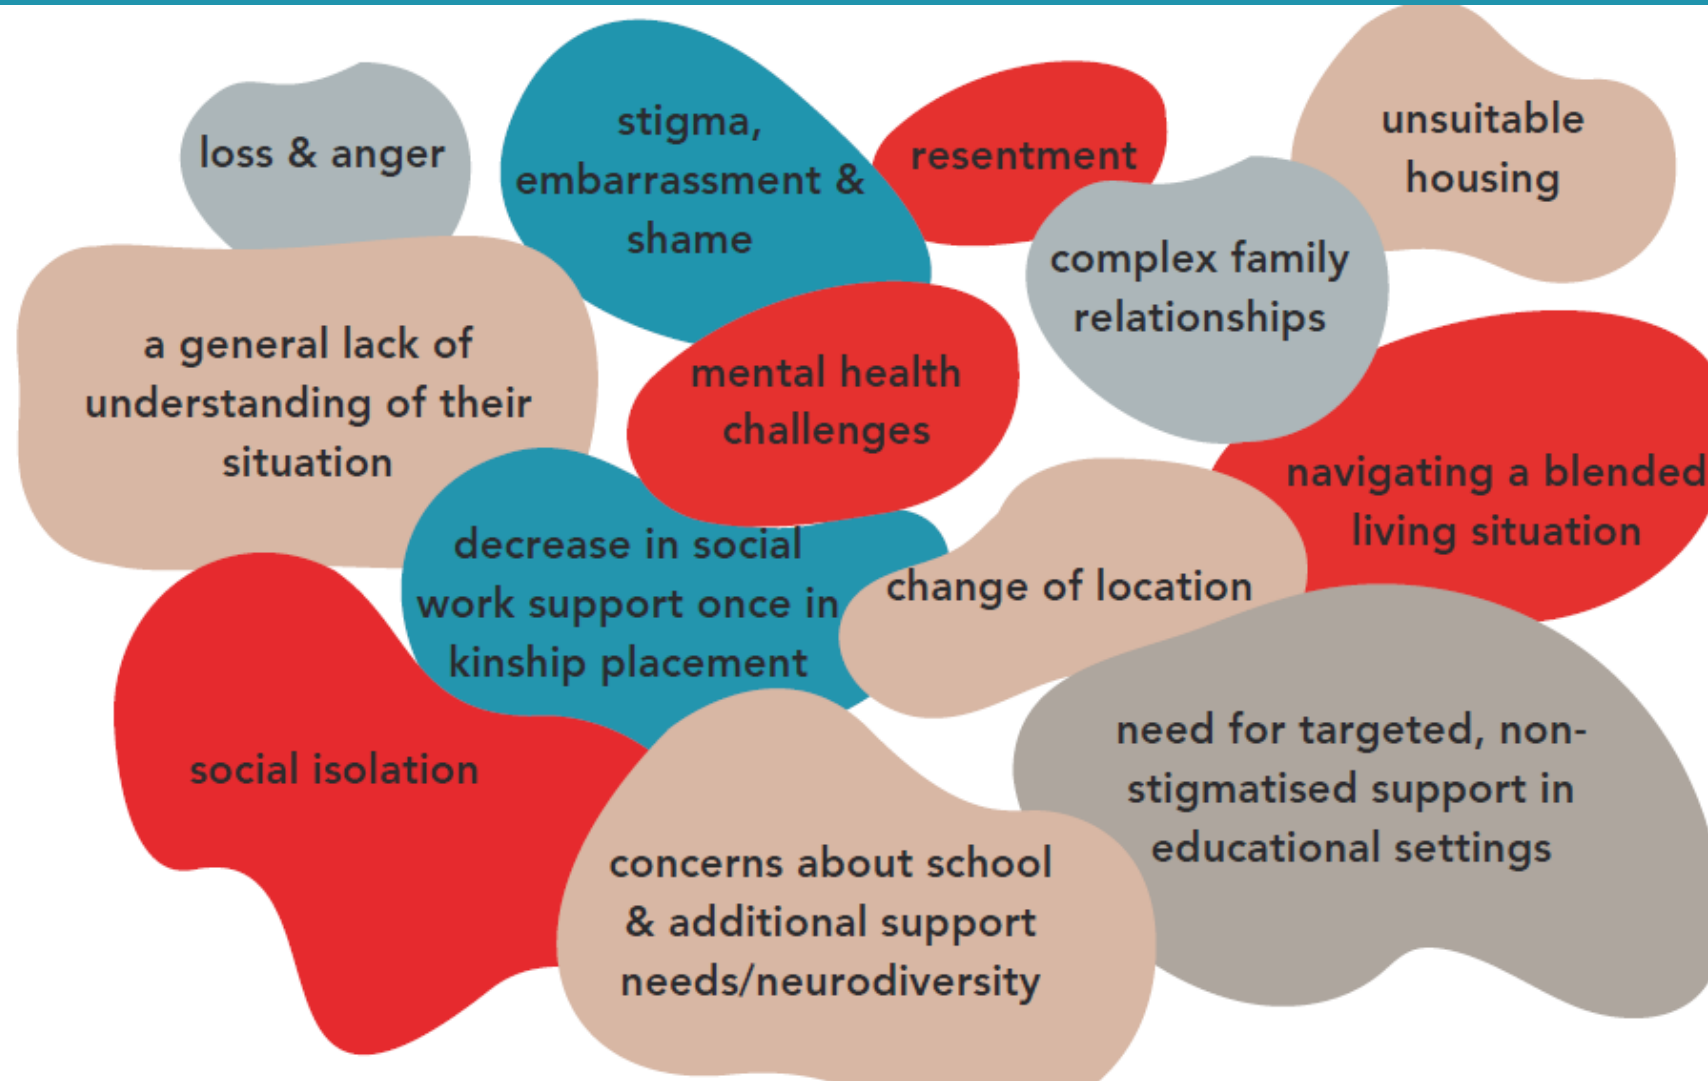 loss & anger
stigma,
embarrassment &
shame
resentment
unsuitable
housing
complex family
relationships
a general lack of
understanding of their
situation
mental health
challenges
navigating a blended
living situation
decrease in social
work support once in
kinship placement
change of location
social isolation
need for targeted, non-
stigmatised support in
educational settings
concerns about school
& additional support
needs/neurodiversity